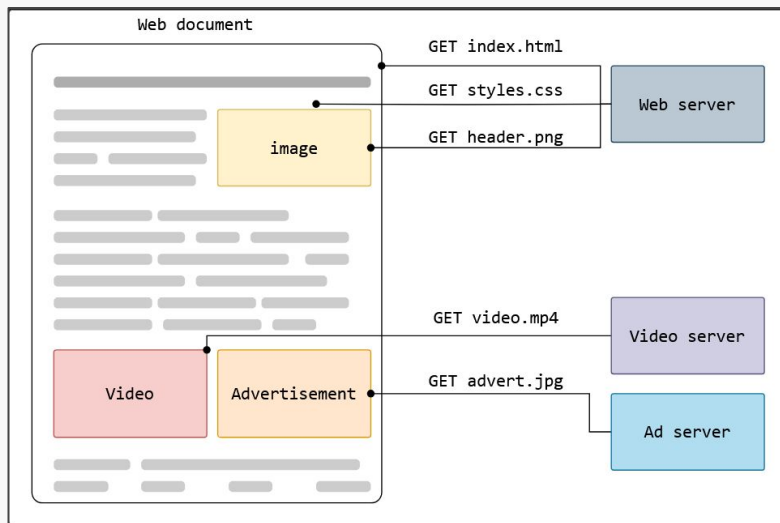 Web document
GET index.html
GET styles.css
Web server
GET header.png
image
GET video.mp4
Video server
Video
Advertisement
GET advert.jpg
Ad server